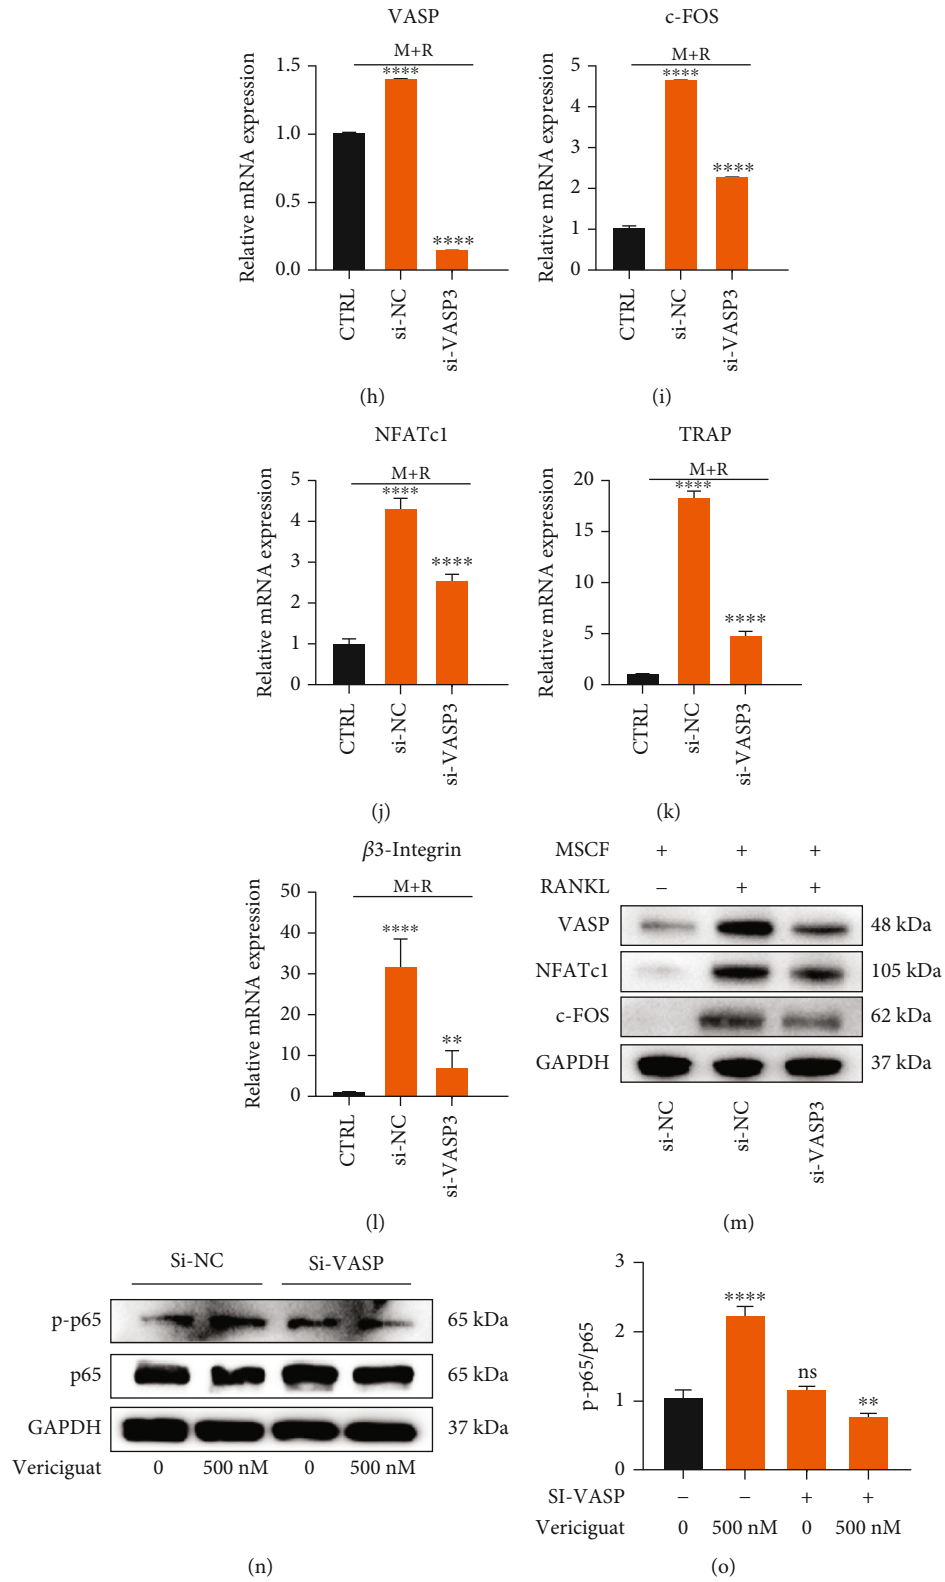 VASP
M+R
****
****
Relative mRNA expression
1.5
1.0
0.5
0.0
CTRL
si-NC
si-VASP3
(h)
c-FOS
M+R
****
****
Relative mRNA expression
5
4
3
2
1
0
CTRL
si-NC
si-VASP3
(i)
NFATc1
M+R
****
****
Relative mRNA expression
5
4
3
2
1
0
CTRL
si-NC
si-VASP3
(j)
TRAP
M+R
****
****
Relative mRNA expression
20
15
10
5
0
CTRL
si-NC
si-VASP3
(k)
β3-Integrin
M+R
****
**
Relative mRNA expression
50
40
30
20
10
0
CTRL
si-NC
si-VASP3
(l)
MSCF + + +
RANKL – + +
VASP 48 kDa
NFATc1 105 kDa
c-FOS 62 kDa
GAPDH 37 kDa
si-NC
si-NC
si-VASP3
(m)
Si-NC Si-VASP
p-p65 65 kDa
p65 65 kDa
GAPDH 37 kDa
Vericiguat 0 500 nM 0 500 nM
(n)
p-p65/p65
3
2
1
0
****
ns
**
SI-VASP – – + +
Vericiguat 0 500 nM 0 500 nM
(o)